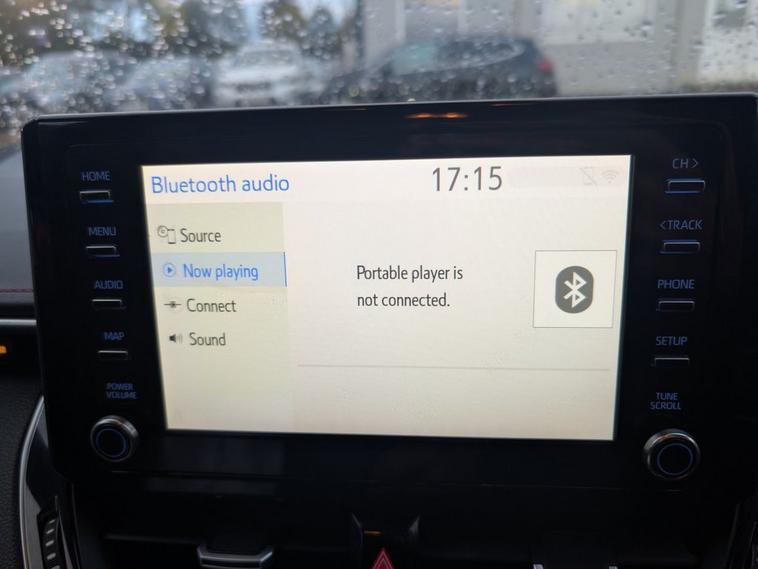 HOME
MENU
AUDIO
MAP
POWER
VOLUME
Bluetooth audio
17:15
Source
Now playing
Connect
Sound
Portable player is
not connected.
CH >
< TRACK
PHONE
SETUP
TUNE
SCROLL